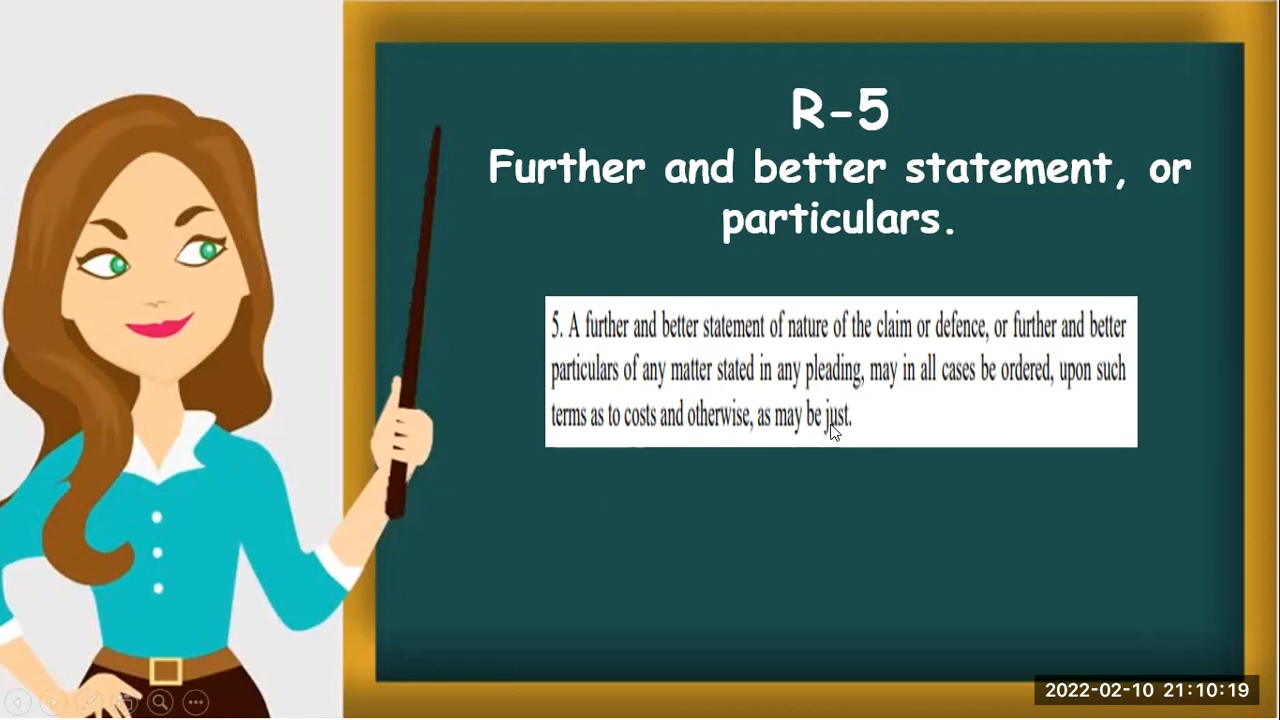 R-5
Further and better statement, or
particulars.
5. A further and better statement of nature of the claim or defence, or further and better
particulars of any matter stated in any pleading, may in all cases be ordered, upon such
terms as to costs and otherwise, as may be just.
2022-02-10 21:10:19